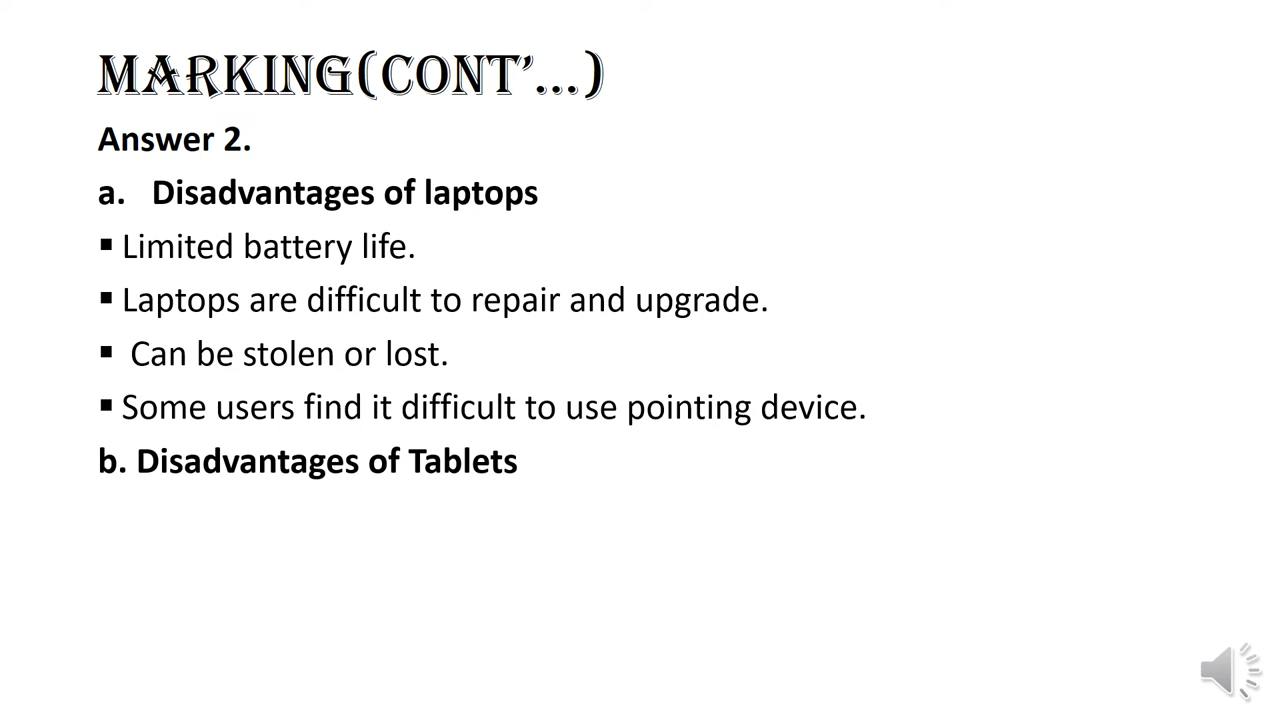 MARKING(CONT’...)
Answer 2.
a. Disadvantages of laptops
▪ Limited battery life.
▪ Laptops are difficult to repair and upgrade.
▪ Can be stolen or lost.
▪ Some users find it difficult to use pointing device.
b. Disadvantages of Tablets